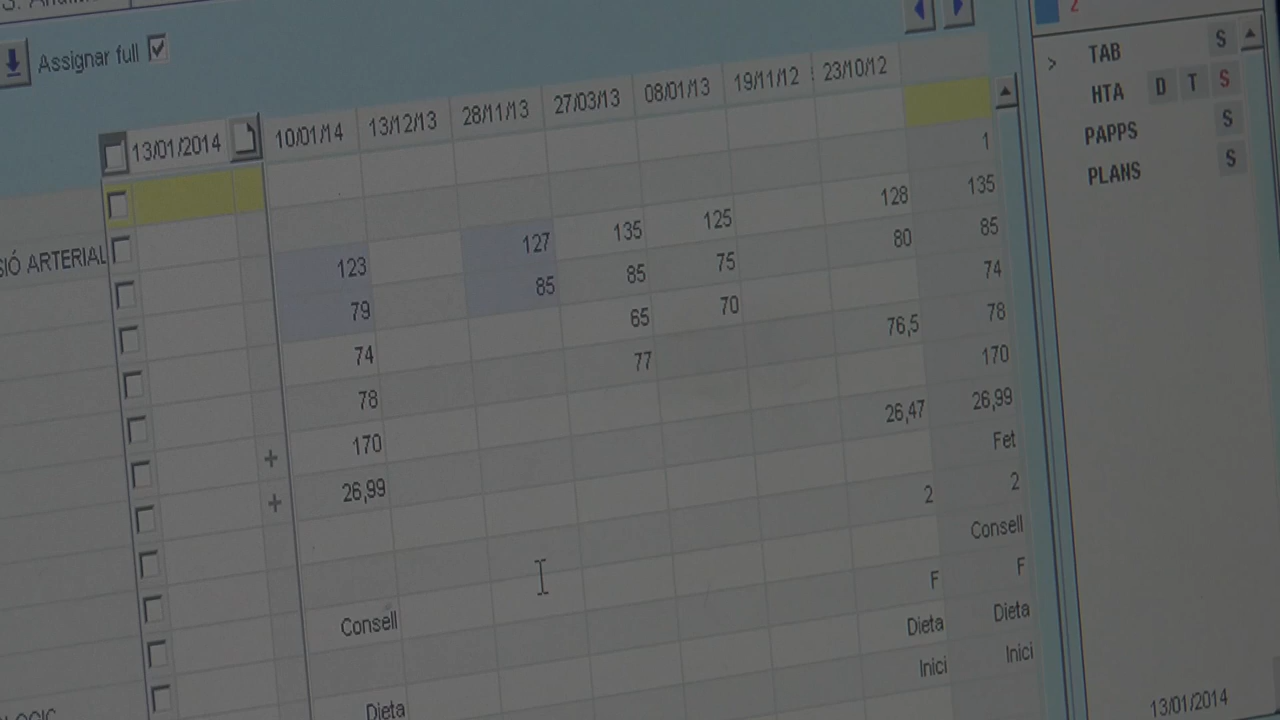 Assignar full
13/01/2014 10/01/14 13/12/13 28/11/13 27/03/13 08/01/13 19/11/12 23/10/12
1
SIÓ ARTERIAL 123 127 135 125 128 135
79 85 85 75 80 85
74 65 70 74
78 77 76,5 78
+ 170 170
+ 26,99 26,47 26,99
Fet
2 2
Consell Consell
F F
Dieta Dieta Dieta
Inici Inici
2
> TAB S
HTA D T S
PAPPS S
PLANS S
13/01/2014